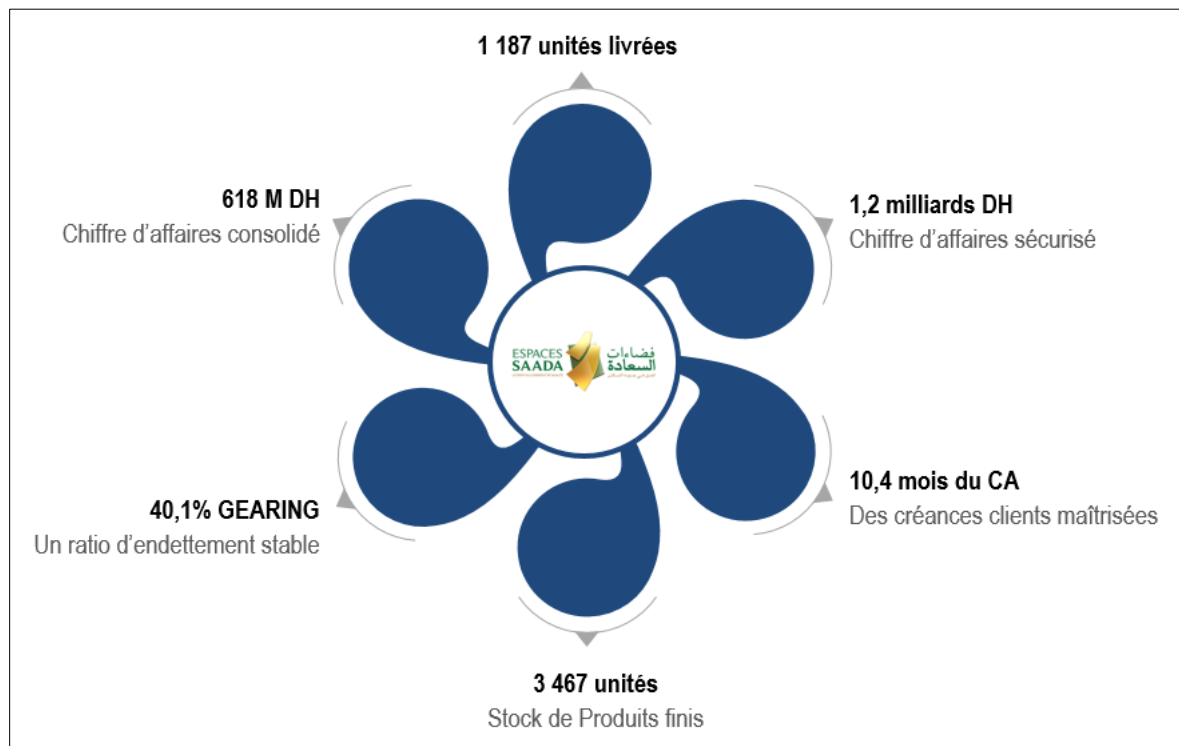 1 187 unités livrées
618 M DH
Chiffre d'affaires consolidé
1,2 milliards DH
Chiffre d'affaires sécurisé
ESPACES
SAADA
فضاءات
السعادة
40,1% GEARING
Un ratio d'endettement stable
10,4 mois du CA
Des créances clients maîtrisées
3 467 unités
Stock de Produits finis